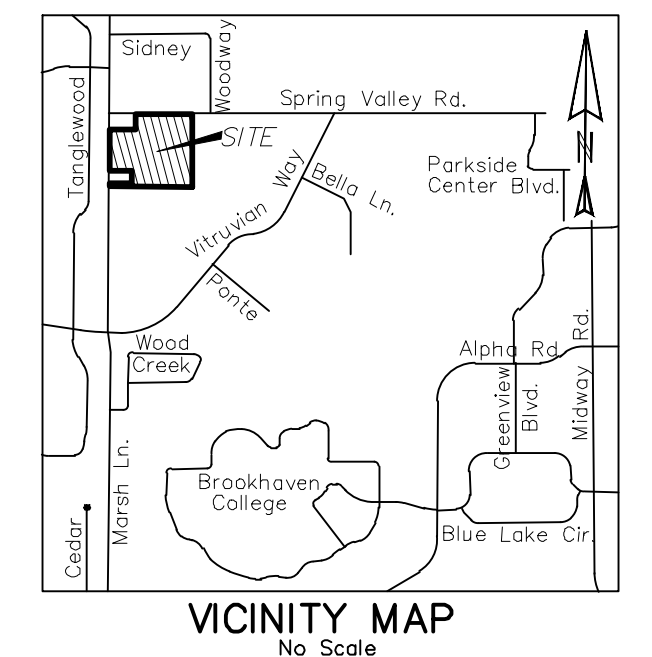 Sidney
Woodway
Spring Valley Rd.
SITE
N
Tanglewood
Parkside
Center Blvd.
Bella Ln.
Vitruvian Way
Ponte
Wood
Creek
Alpha Rd.
Midway Rd.
Greenview
Blvd.
Marsh Ln.
Brookhaven
College
Cedar
Blue Lake Cir.
VICINITY MAP
No Scale